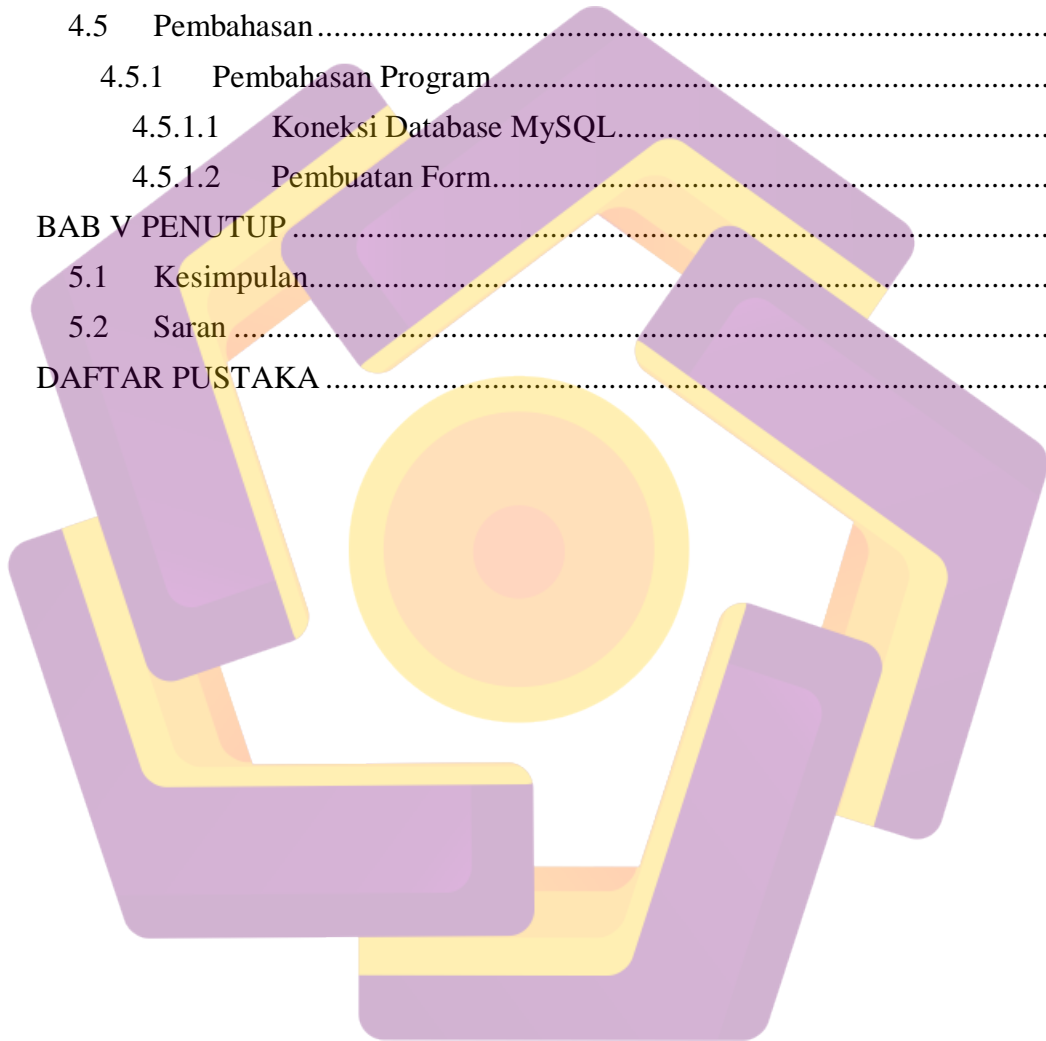 4.5 Pembahasan ................................................................................
4.5.1 Pembahasan Program................................................................
4.5.1.1 Koneksi Database MySQL..................................................
4.5.1.2 Pembuatan Form................................................................
BAB V PENUTUP ................................................................................
5.1 Kesimpulan................................................................................
5.2 Saran ................................................................................
DAFTAR PUSTAKA ................................................................................